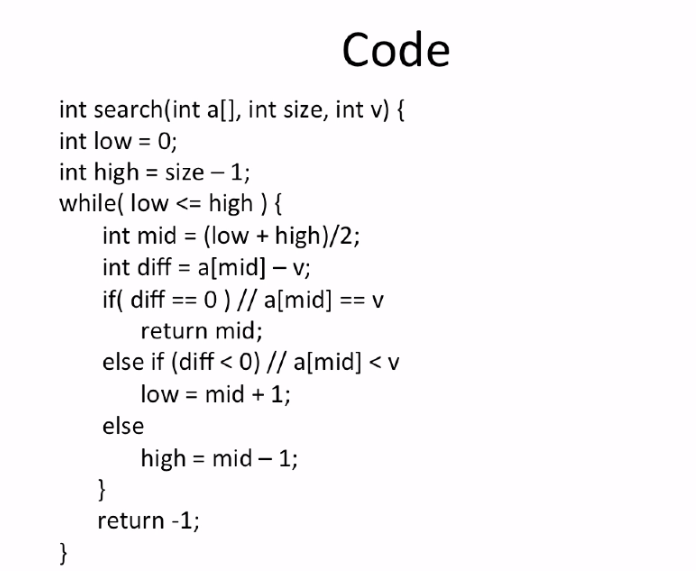 Code
int search(int a[], int size, int v) {
int low = 0;
int high = size – 1;
while( low <= high ) {
int mid = (low + high)/2;
int diff = a[mid] – v;
if( diff == 0 ) // a[mid] == v
return mid;
else if (diff < 0) // a[mid] < v
low = mid + 1;
else
high = mid – 1;
}
return -1;
}